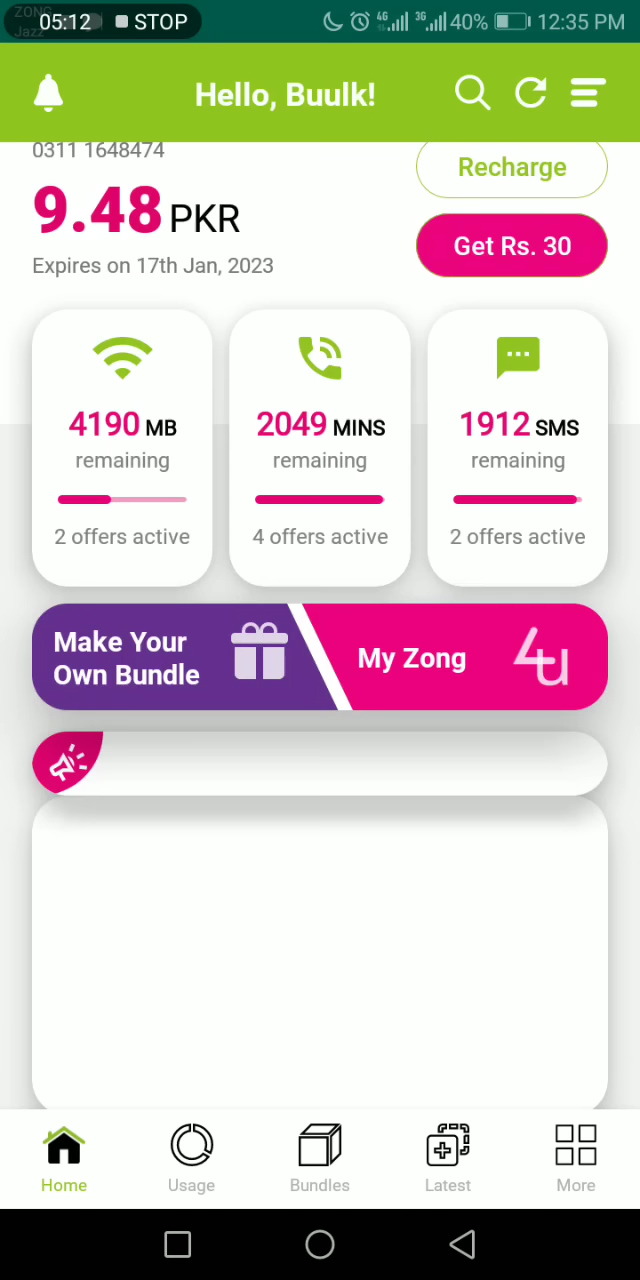 ZONG
Jazz
05:12 STOP
4G 3G 40% 12:35 PM
Hello, Buulk!
0311 1648474
Recharge
9.48 PKR
Get Rs. 30
Expires on 17th Jan, 2023
4190 MB
remaining
2 offers active
2049 MINS
remaining
4 offers active
1912 SMS
remaining
2 offers active
Make Your
Own Bundle
My Zong
4u
Home
Usage
Bundles
Latest
More